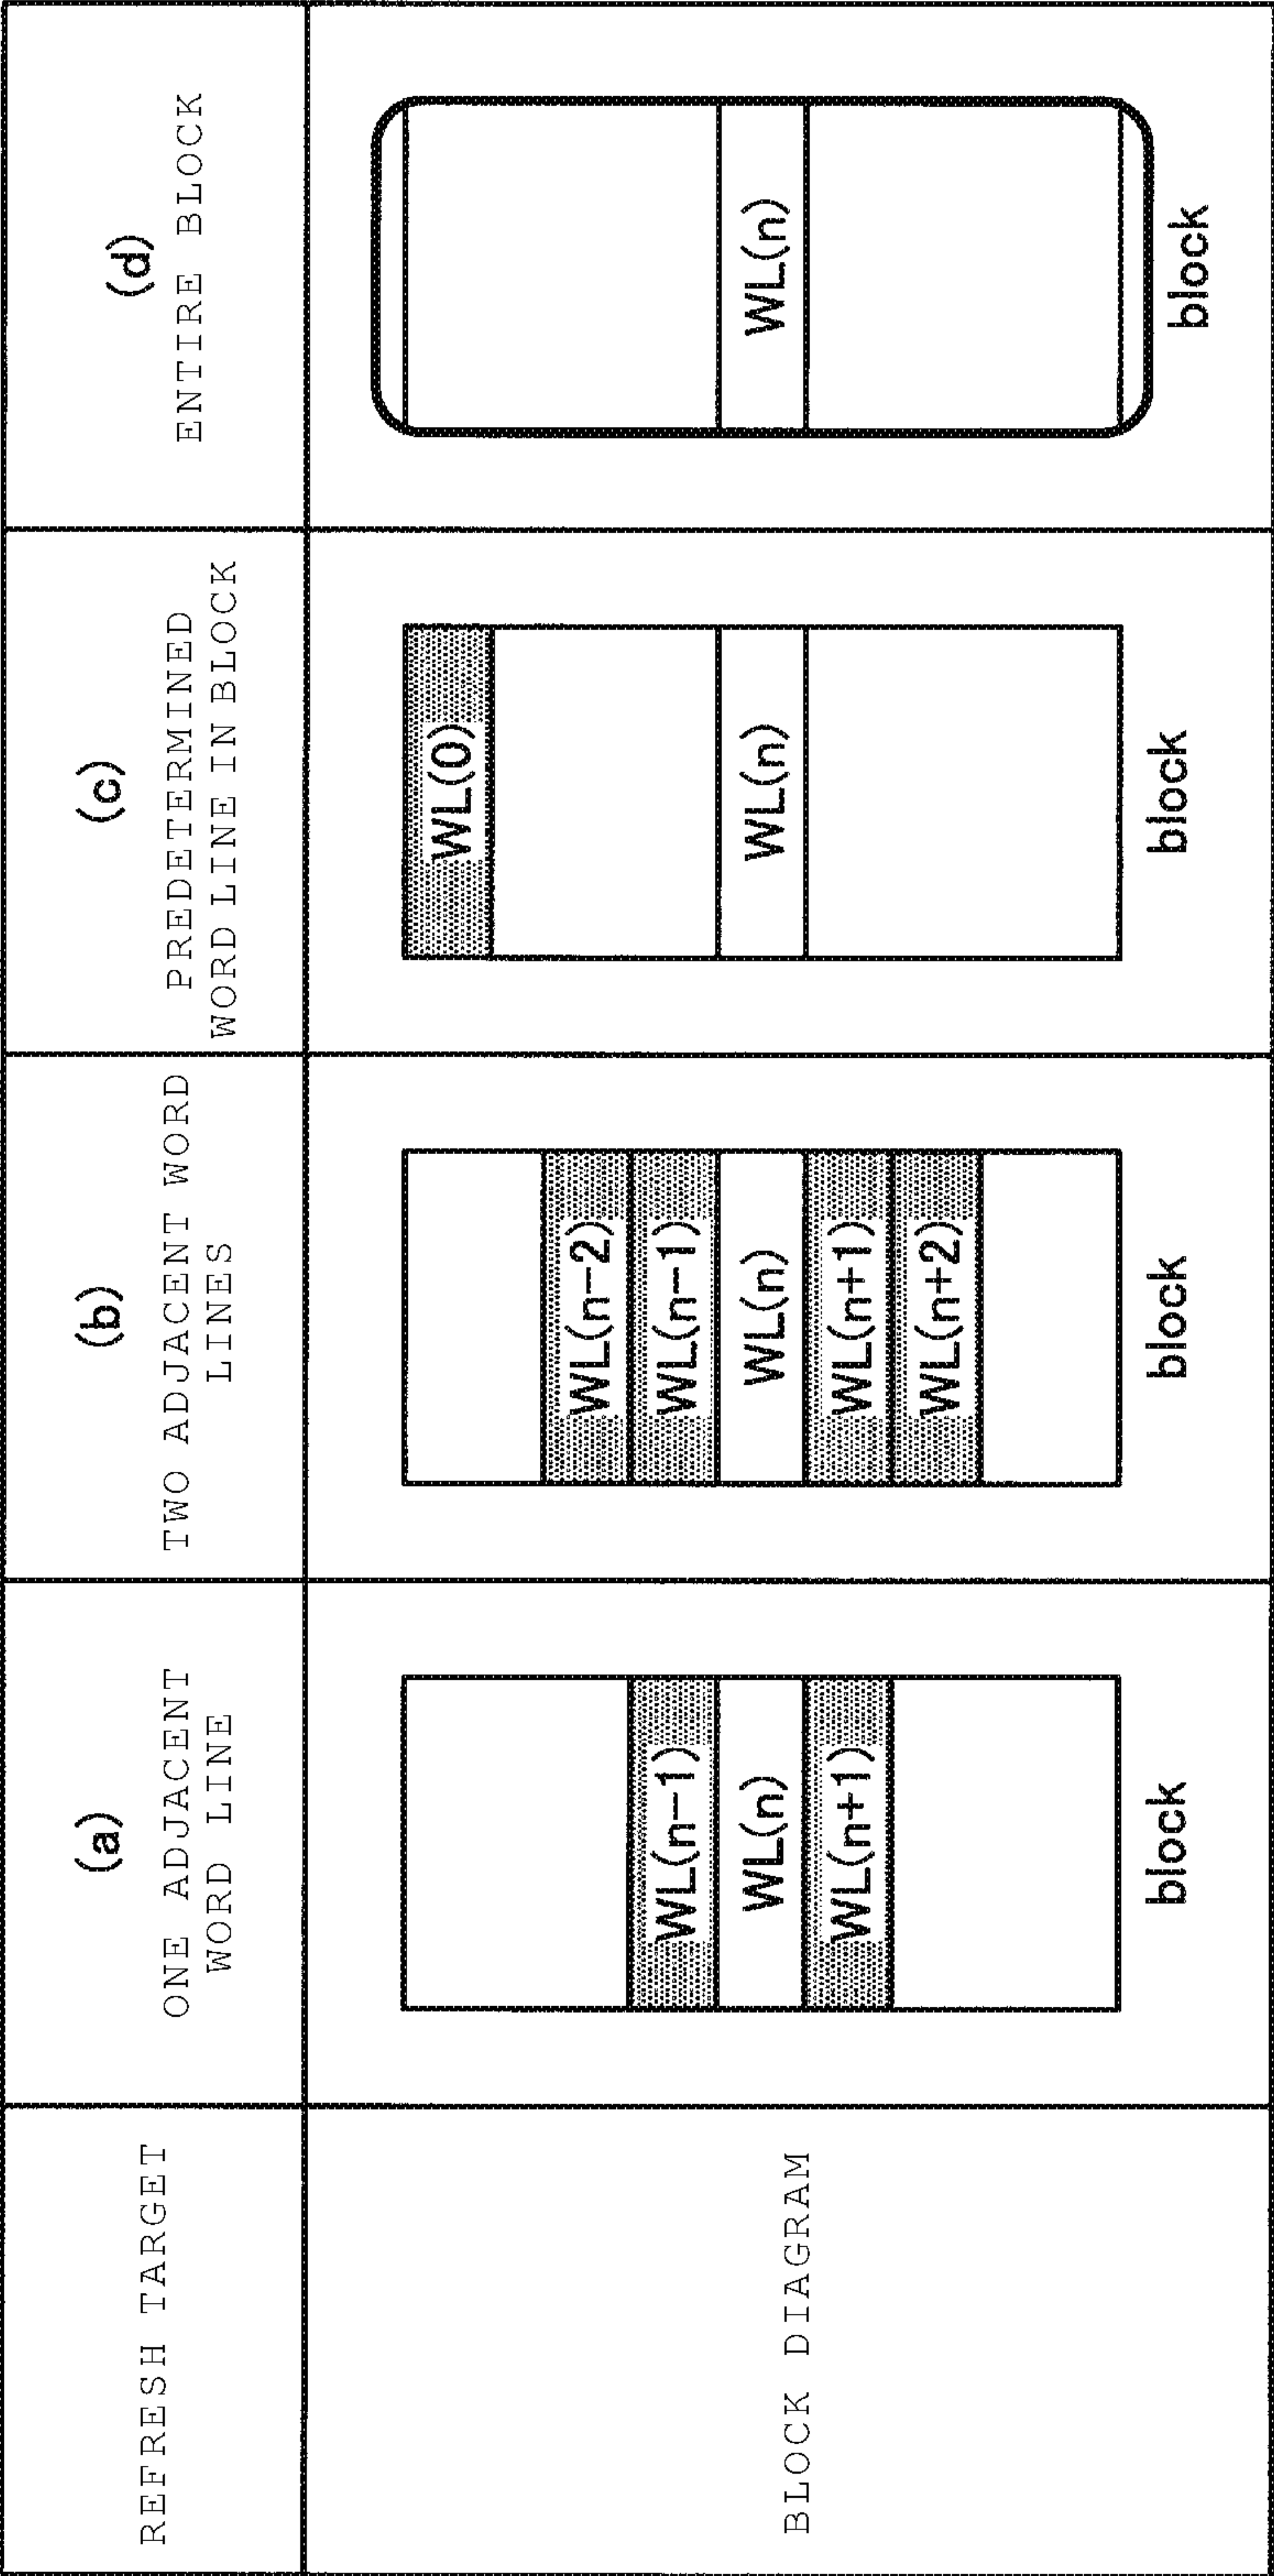 REFRESH TARGET
(a)
ONE ADJACENT
WORD LINE
(b)
TWO ADJACENT WORD
LINES
(c)
PREDETERMINED
WORD LINE IN BLOCK
(d)
ENTIRE BLOCK
BLOCK DIAGRAM
WL(n-1)
WL(n)
WL(n+1)
block
WL(n-2)
WL(n-1)
WL(n)
WL(n+1)
WL(n+2)
block
WL(0)
WL(n)
block
WL(n)
block